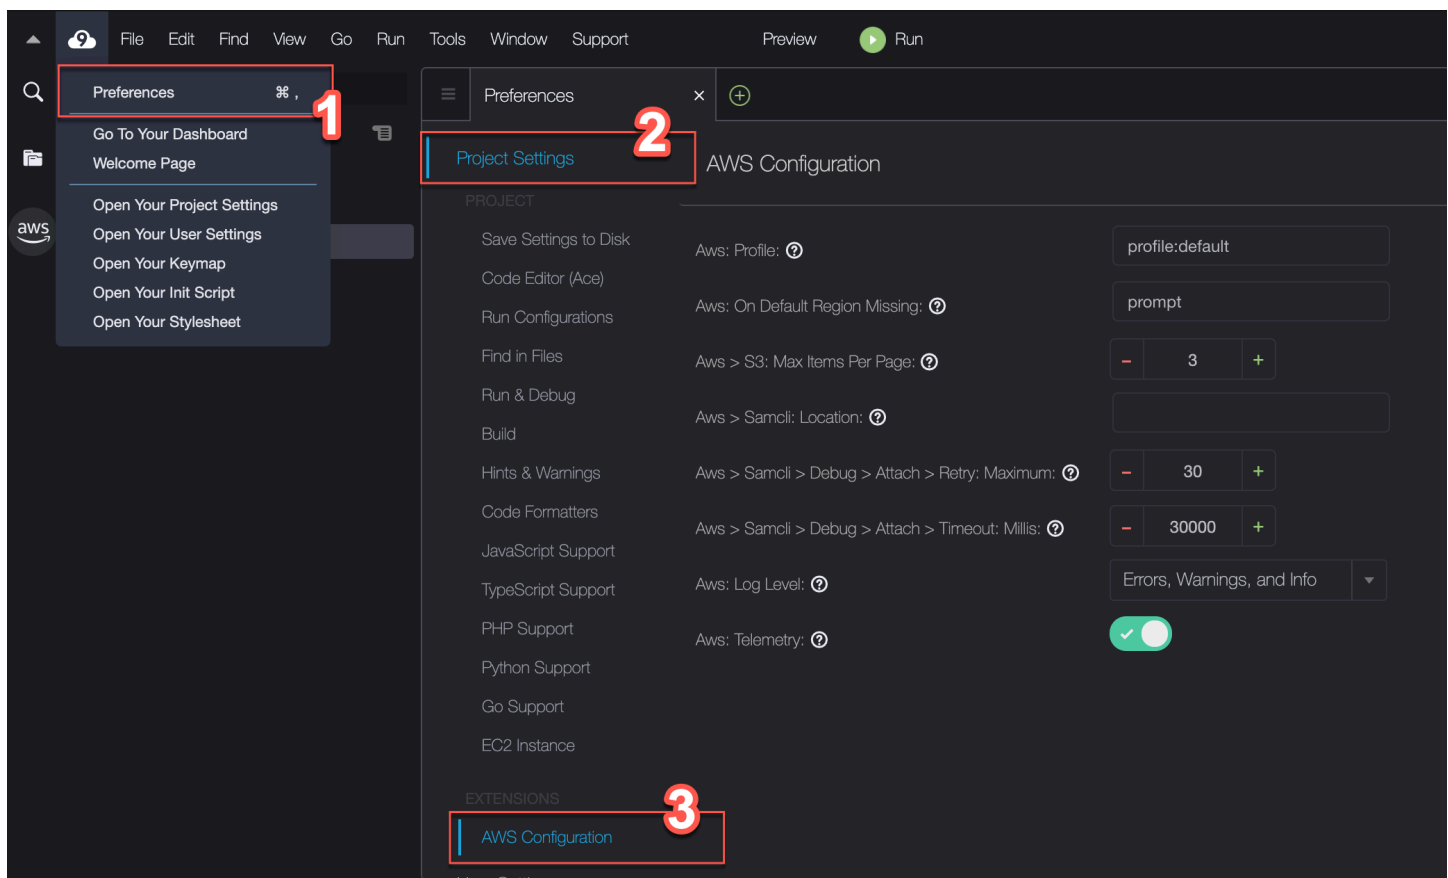 9 File Edit Find View Go Run Tools Window Support Preview Run
Preferences ⌘ ,
1
Go To Your Dashboard
Welcome Page
Open Your Project Settings
Open Your User Settings
Open Your Keymap
Open Your Init Script
Open Your Stylesheet
aws
Preferences
2
Project Settings
PROJECT
Save Settings to Disk
Code Editor (Ace)
Run Configurations
Find in Files
Run & Debug
Build
Hints & Warnings
Code Formatters
JavaScript Support
TypeScript Support
PHP Support
Python Support
Go Support
EC2 Instance
EXTENSIONS
3
AWS Configuration
AWS Configuration
Aws: Profile: ? profile:default
Aws: On Default Region Missing: ? prompt
Aws > S3: Max Items Per Page: ? − 3 +
Aws > Samcli: Location: ?
Aws > Samcli > Debug > Attach > Retry: Maximum: ? − 30 +
Aws > Samcli > Debug > Attach > Timeout: Millis: ? − 30000 +
Aws: Log Level: ? Errors, Warnings, and Info
Aws: Telemetry: ?